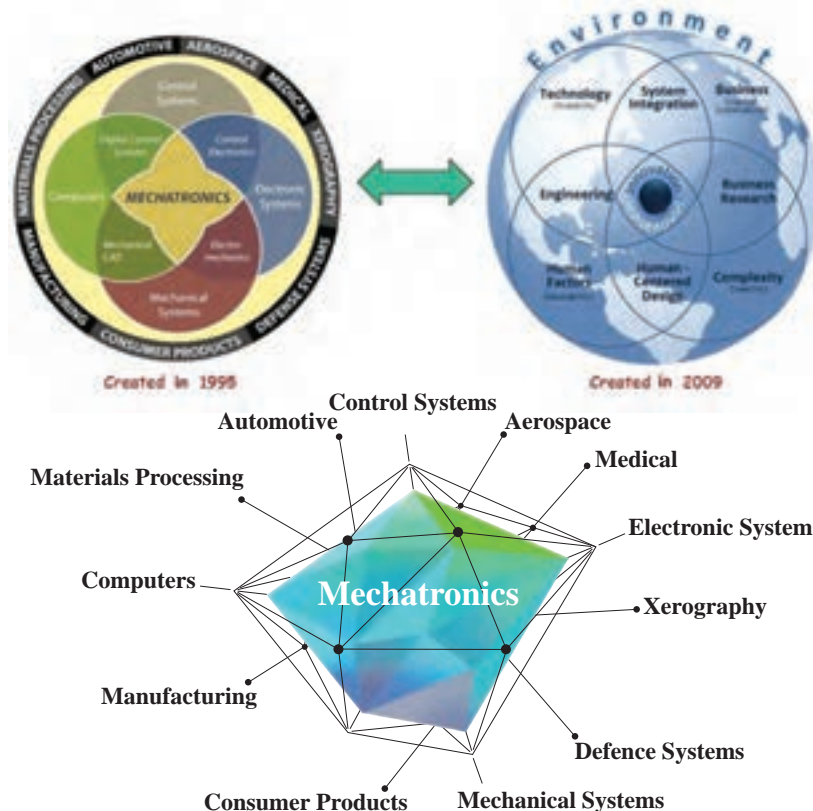 MATERIALS PROCESSING
AUTOMOTIVE
AEROSPACE
MEDICAL
XEROGRAPHY
DEFENSE SYSTEMS
CONSUMER PRODUCTS
MANUFACTURING
Control
Systems
Digital Control
Systems
Control
Electronics
Computers
MECHATRONICS
Electronic
Systems
Mechanical
CAD
Electro-
mechanics
Mechanical
Systems
Created in 1995
Environment
Technology
System
Integration
Business
Engineering
Innovation
Business
Research
Human
Factors
Human -
Centered
Design
Complexity
Created in 2009
Control Systems
Automotive
Aerospace
Materials Processing
Medical
Electronic System
Computers
Mechatronics
Xerography
Manufacturing
Defence Systems
Consumer Products
Mechanical Systems